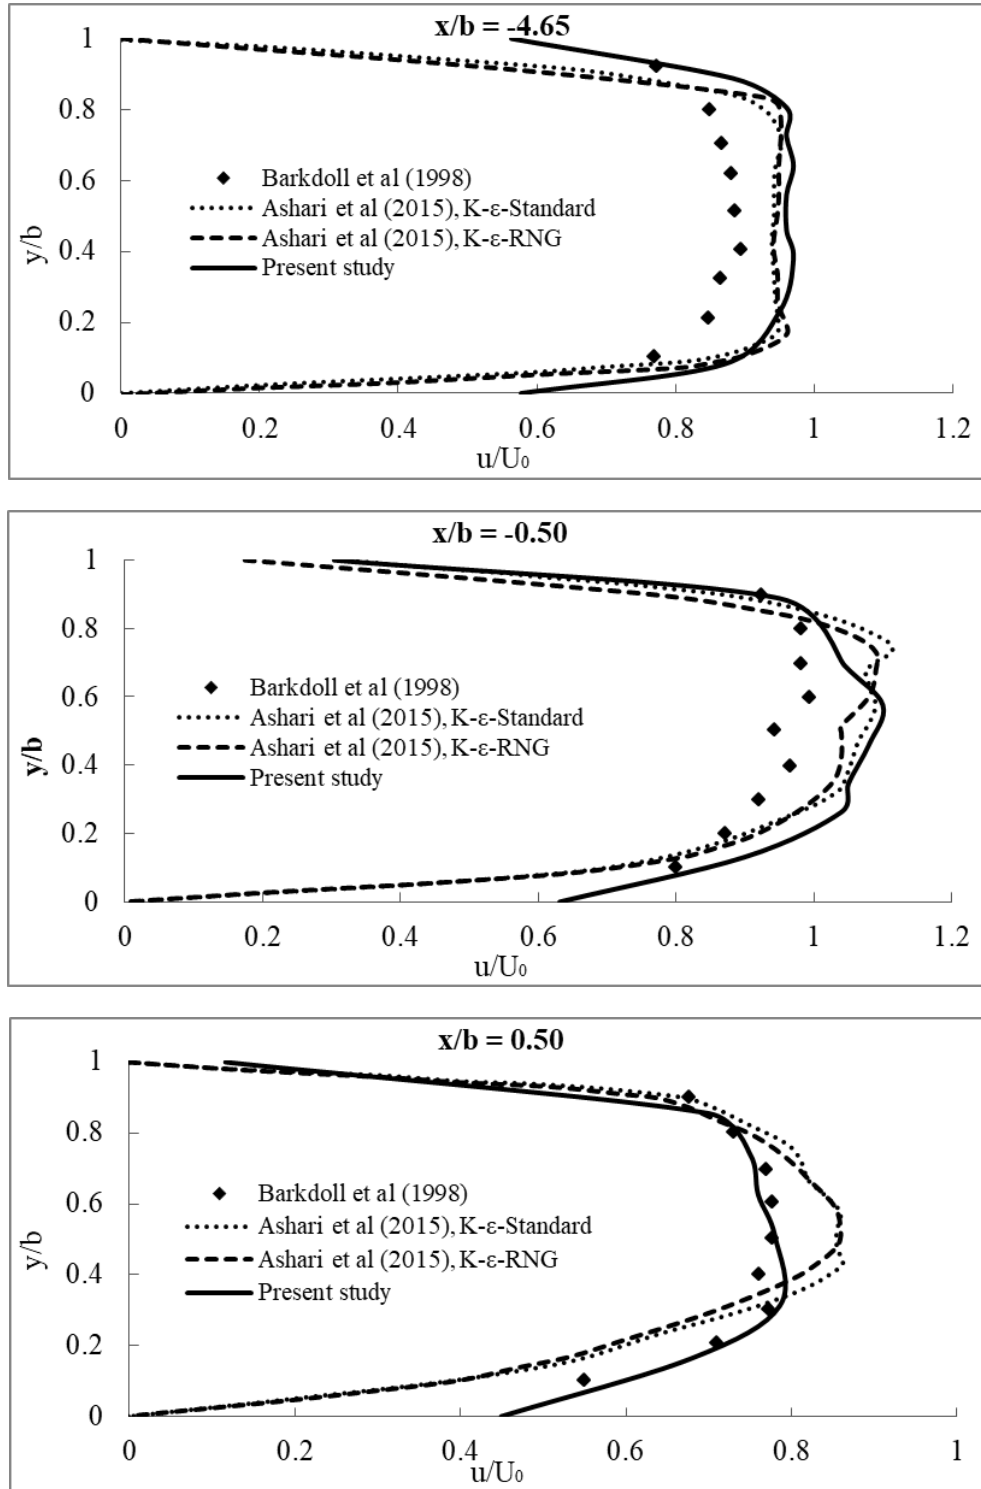 x/b = -4.65
1
0.8
0.6
0.4
0.2
0
y/b
Barkdoll et al (1998)
Ashari et al (2015), K-ε-Standard
Ashari et al (2015), K-ε-RNG
Present study
0 0.2 0.4 0.6 0.8 1 1.2
u/U₀
x/b = -0.50
1
0.8
0.6
0.4
0.2
0
y/b
Barkdoll et al (1998)
Ashari et al (2015), K-ε-Standard
Ashari et al (2015), K-ε-RNG
Present study
0 0.2 0.4 0.6 0.8 1 1.2
u/U₀
x/b = 0.50
1
0.8
0.6
0.4
0.2
0
y/b
Barkdoll et al (1998)
Ashari et al (2015), K-ε-Standard
Ashari et al (2015), K-ε-RNG
Present study
0 0.2 0.4 0.6 0.8 1
u/U₀